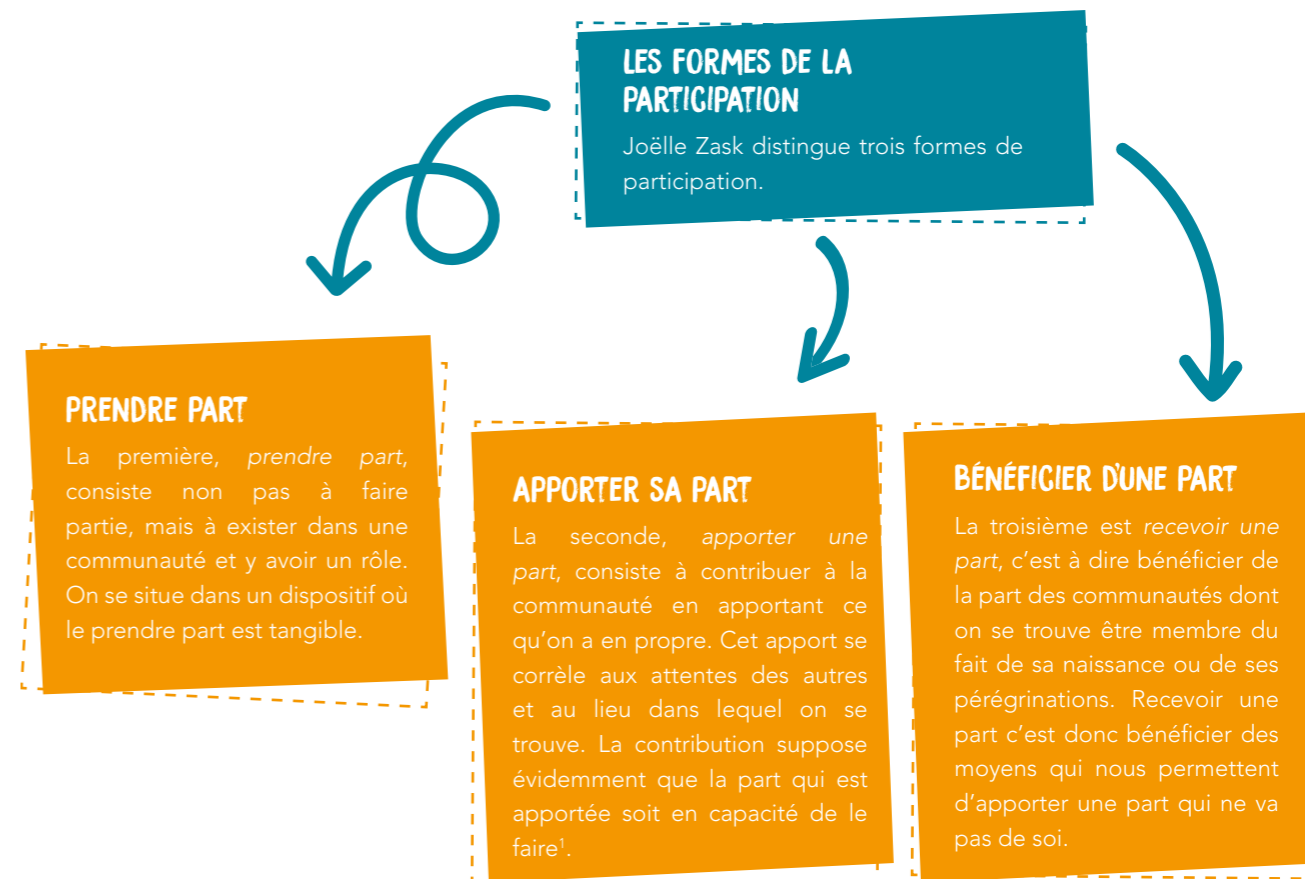 LES FORMES DE LA
PARTICIPATION
Joëlle Zask distingue trois formes de
participation.
PRENDRE PART
La première, prendre part,
consiste non pas à faire
partie, mais à exister dans une
communauté et y avoir un rôle.
On se situe dans un dispositif où
le prendre part est tangible.
APPORTER SA PART
La seconde, apporter une
part, consiste à contribuer à la
communauté en apportant ce
qu’on a en propre. Cet apport se
corrèle aux attentes des autres
et au lieu dans lequel on se
trouve. La contribution suppose
évidemment que la part qui est
apportée soit en capacité de le
faire¹.
BÉNÉFICIER D'UNE PART
La troisième est recevoir une
part, c’est à dire bénéficier de
la part des communautés dont
on se trouve être membre du
fait de sa naissance ou de ses
pérégrinations. Recevoir une
part c’est donc bénéficier des
moyens qui nous permettent
d’apporter une part qui ne va
pas de soi.